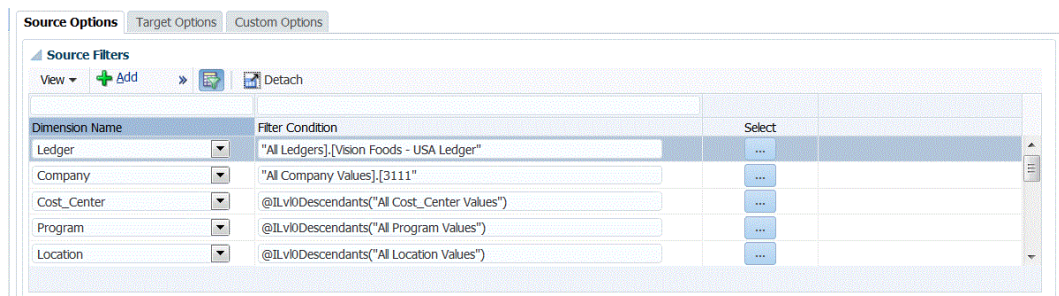 Source Options Target Options Custom Options
Source Filters
View Add » Detach
Dimension Name Filter Condition Select
Ledger "All Ledgers].[Vision Foods - USA Ledger" ...
Company "All Company Values].[3111" ...
Cost_Center @ILvl0Descendants("All Cost_Center Values") ...
Program @ILvl0Descendants("All Program Values") ...
Location @ILvl0Descendants("All Location Values") ...